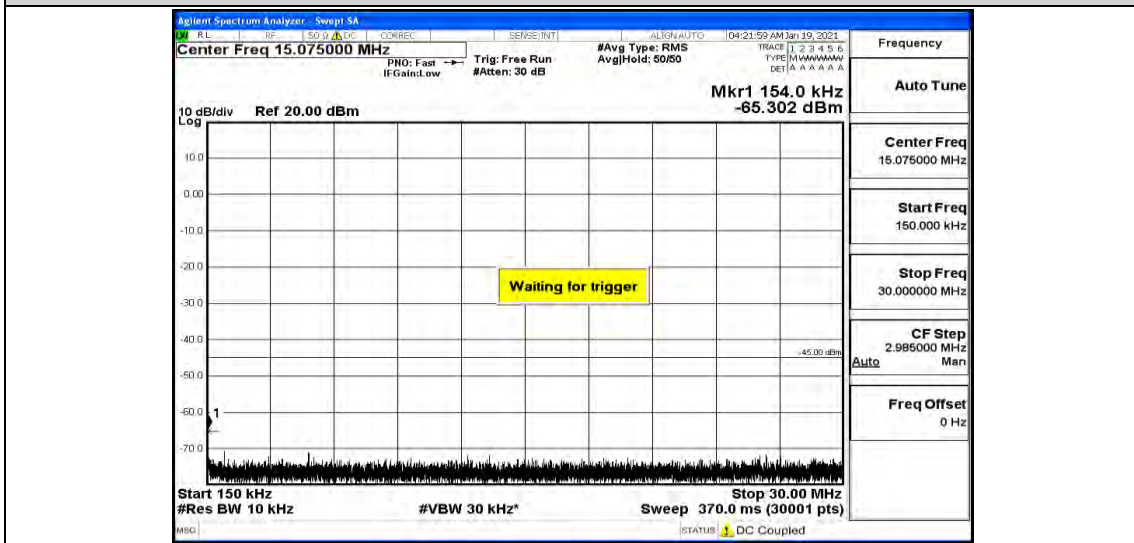 Agilent Spectrum Analyzer - Swept SA
RL RF 50 Ω DC CORREC SENSE:INT ALIGN AUTO 04:21:59 AM Jan 19, 2021
Center Freq 15.075000 MHz
PNO: Fast
IFGain:Low
Trig: Free Run
#Atten: 30 dB
#Avg Type: RMS
Avg|Hold: 50/50
TRACE 1 2 3 4 5 6
TYPE MWWWWW
DET A A A A A A
Mkr1 154.0 kHz
-65.302 dBm
10 dB/div Ref 20.00 dBm
Log
10.0
0.00
-10.0
-20.0
-30.0
-40.0
-50.0
-60.0
-70.0
-45.00 dBm
1
Waiting for trigger
Start 150 kHz Stop 30.00 MHz
#Res BW 10 kHz #VBW 30 kHz* Sweep 370.0 ms (30001 pts)
MSG STATUS DC Coupled
Frequency
Auto Tune
Center Freq
15.075000 MHz
Start Freq
150.000 kHz
Stop Freq
30.000000 MHz
CF Step
2.985000 MHz
Auto Man
Freq Offset
0 Hz